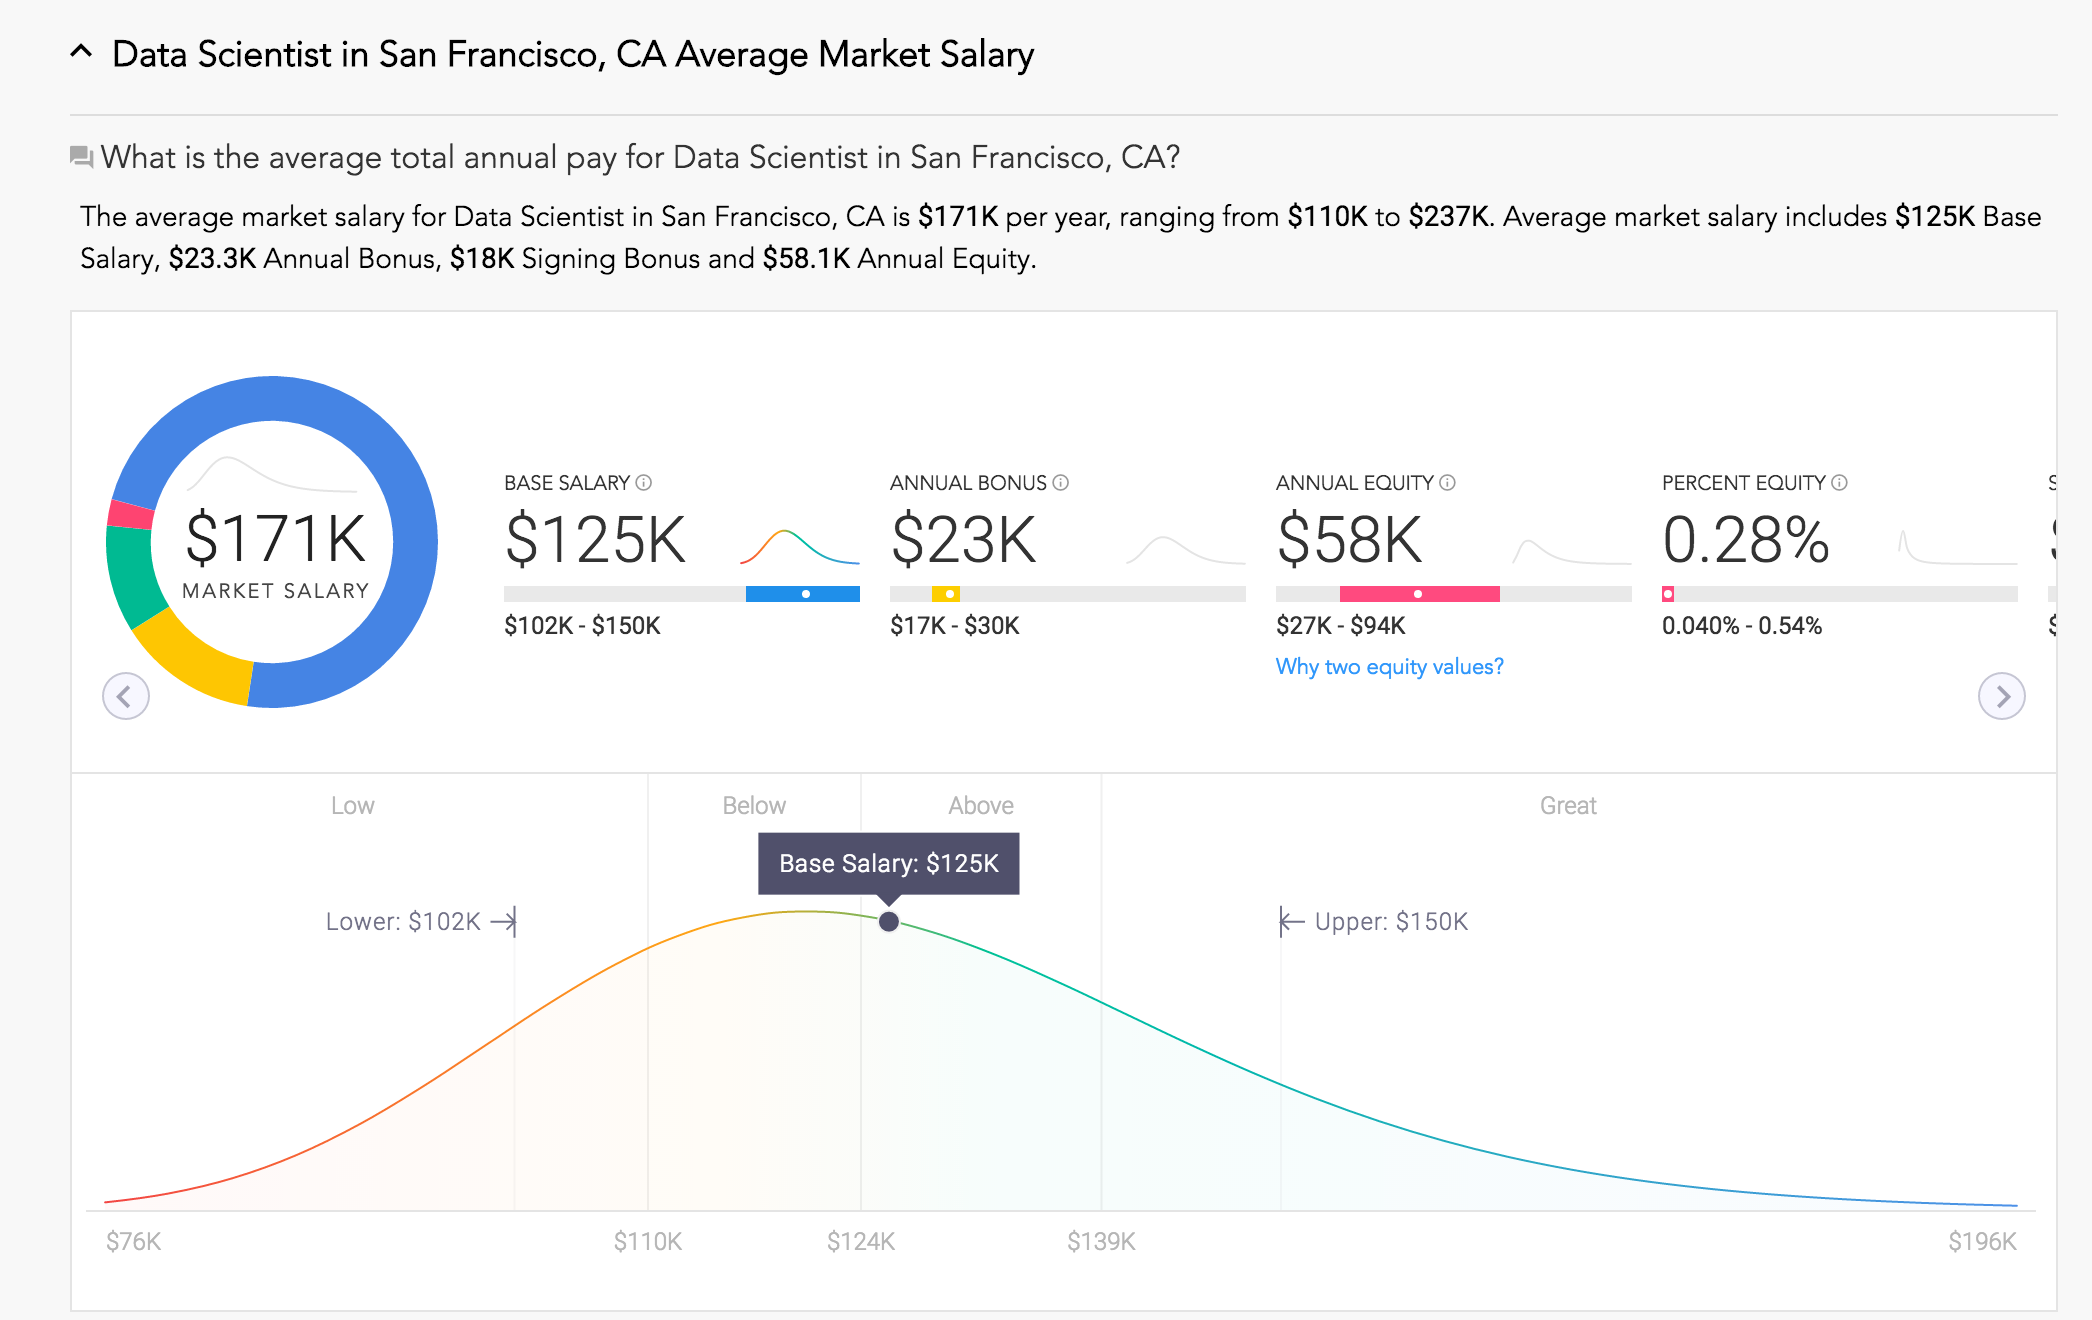 Data Scientist in San Francisco, CA Average Market Salary
What is the average total annual pay for Data Scientist in San Francisco, CA?
The average market salary for Data Scientist in San Francisco, CA is $171K per year, ranging from $110K to $237K. Average market salary includes $125K Base
Salary, $23.3K Annual Bonus, $18K Signing Bonus and $58.1K Annual Equity.
$171K
MARKET SALARY
BASE SALARY
$125K
$102K - $150K
ANNUAL BONUS
$23K
$17K - $30K
ANNUAL EQUITY
$58K
$27K - $94K
Why two equity values?
PERCENT EQUITY
0.28%
0.040% - 0.54%
Low
Below
Above
Great
Base Salary: $125K
Lower: $102K
Upper: $150K
$76K
$110K
$124K
$139K
$196K